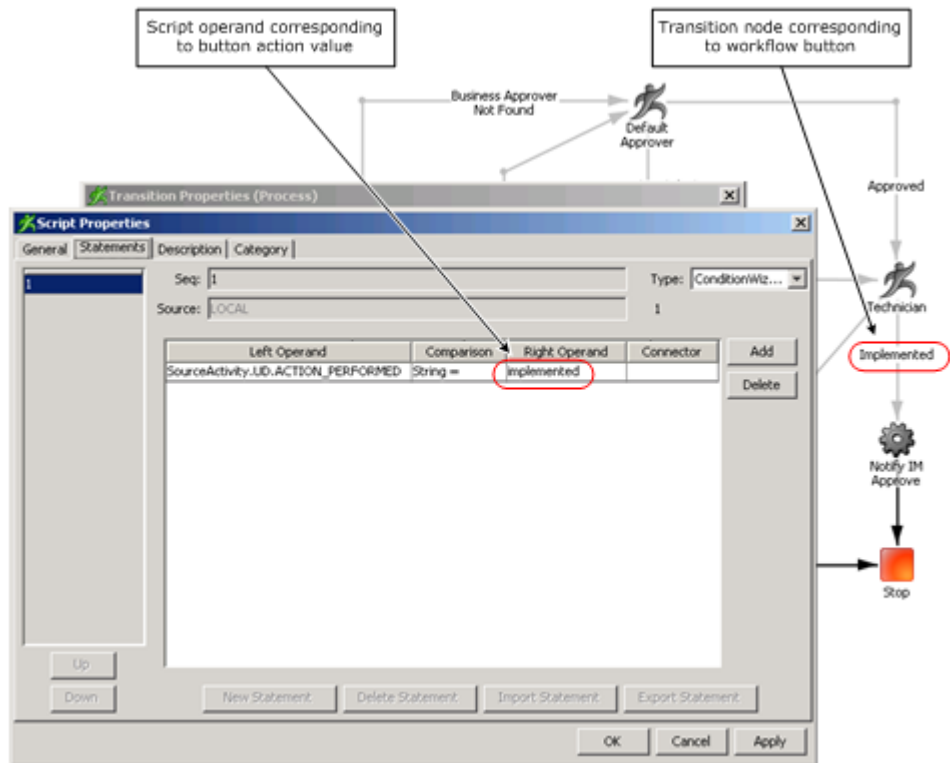 Script operand corresponding
to button action value
Transition node corresponding
to workflow button
Business Approver
Not Found
Default
Approver
Approved
Transition Properties (Process)
Script Properties
General
Statements
Description
Category
1
Seq: 1
Type: ConditionWiz...
Source: LOCAL
1
Technician
Left Operand
Comparison
Right Operand
Connector
Add
Implemented
SourceActivity.UD.ACTION_PERFORMED
String =
implemented
Delete
Notify IM
Approve
Stop
Up
Down
New Statement
Delete Statement
Import Statement
Export Statement
OK
Cancel
Apply